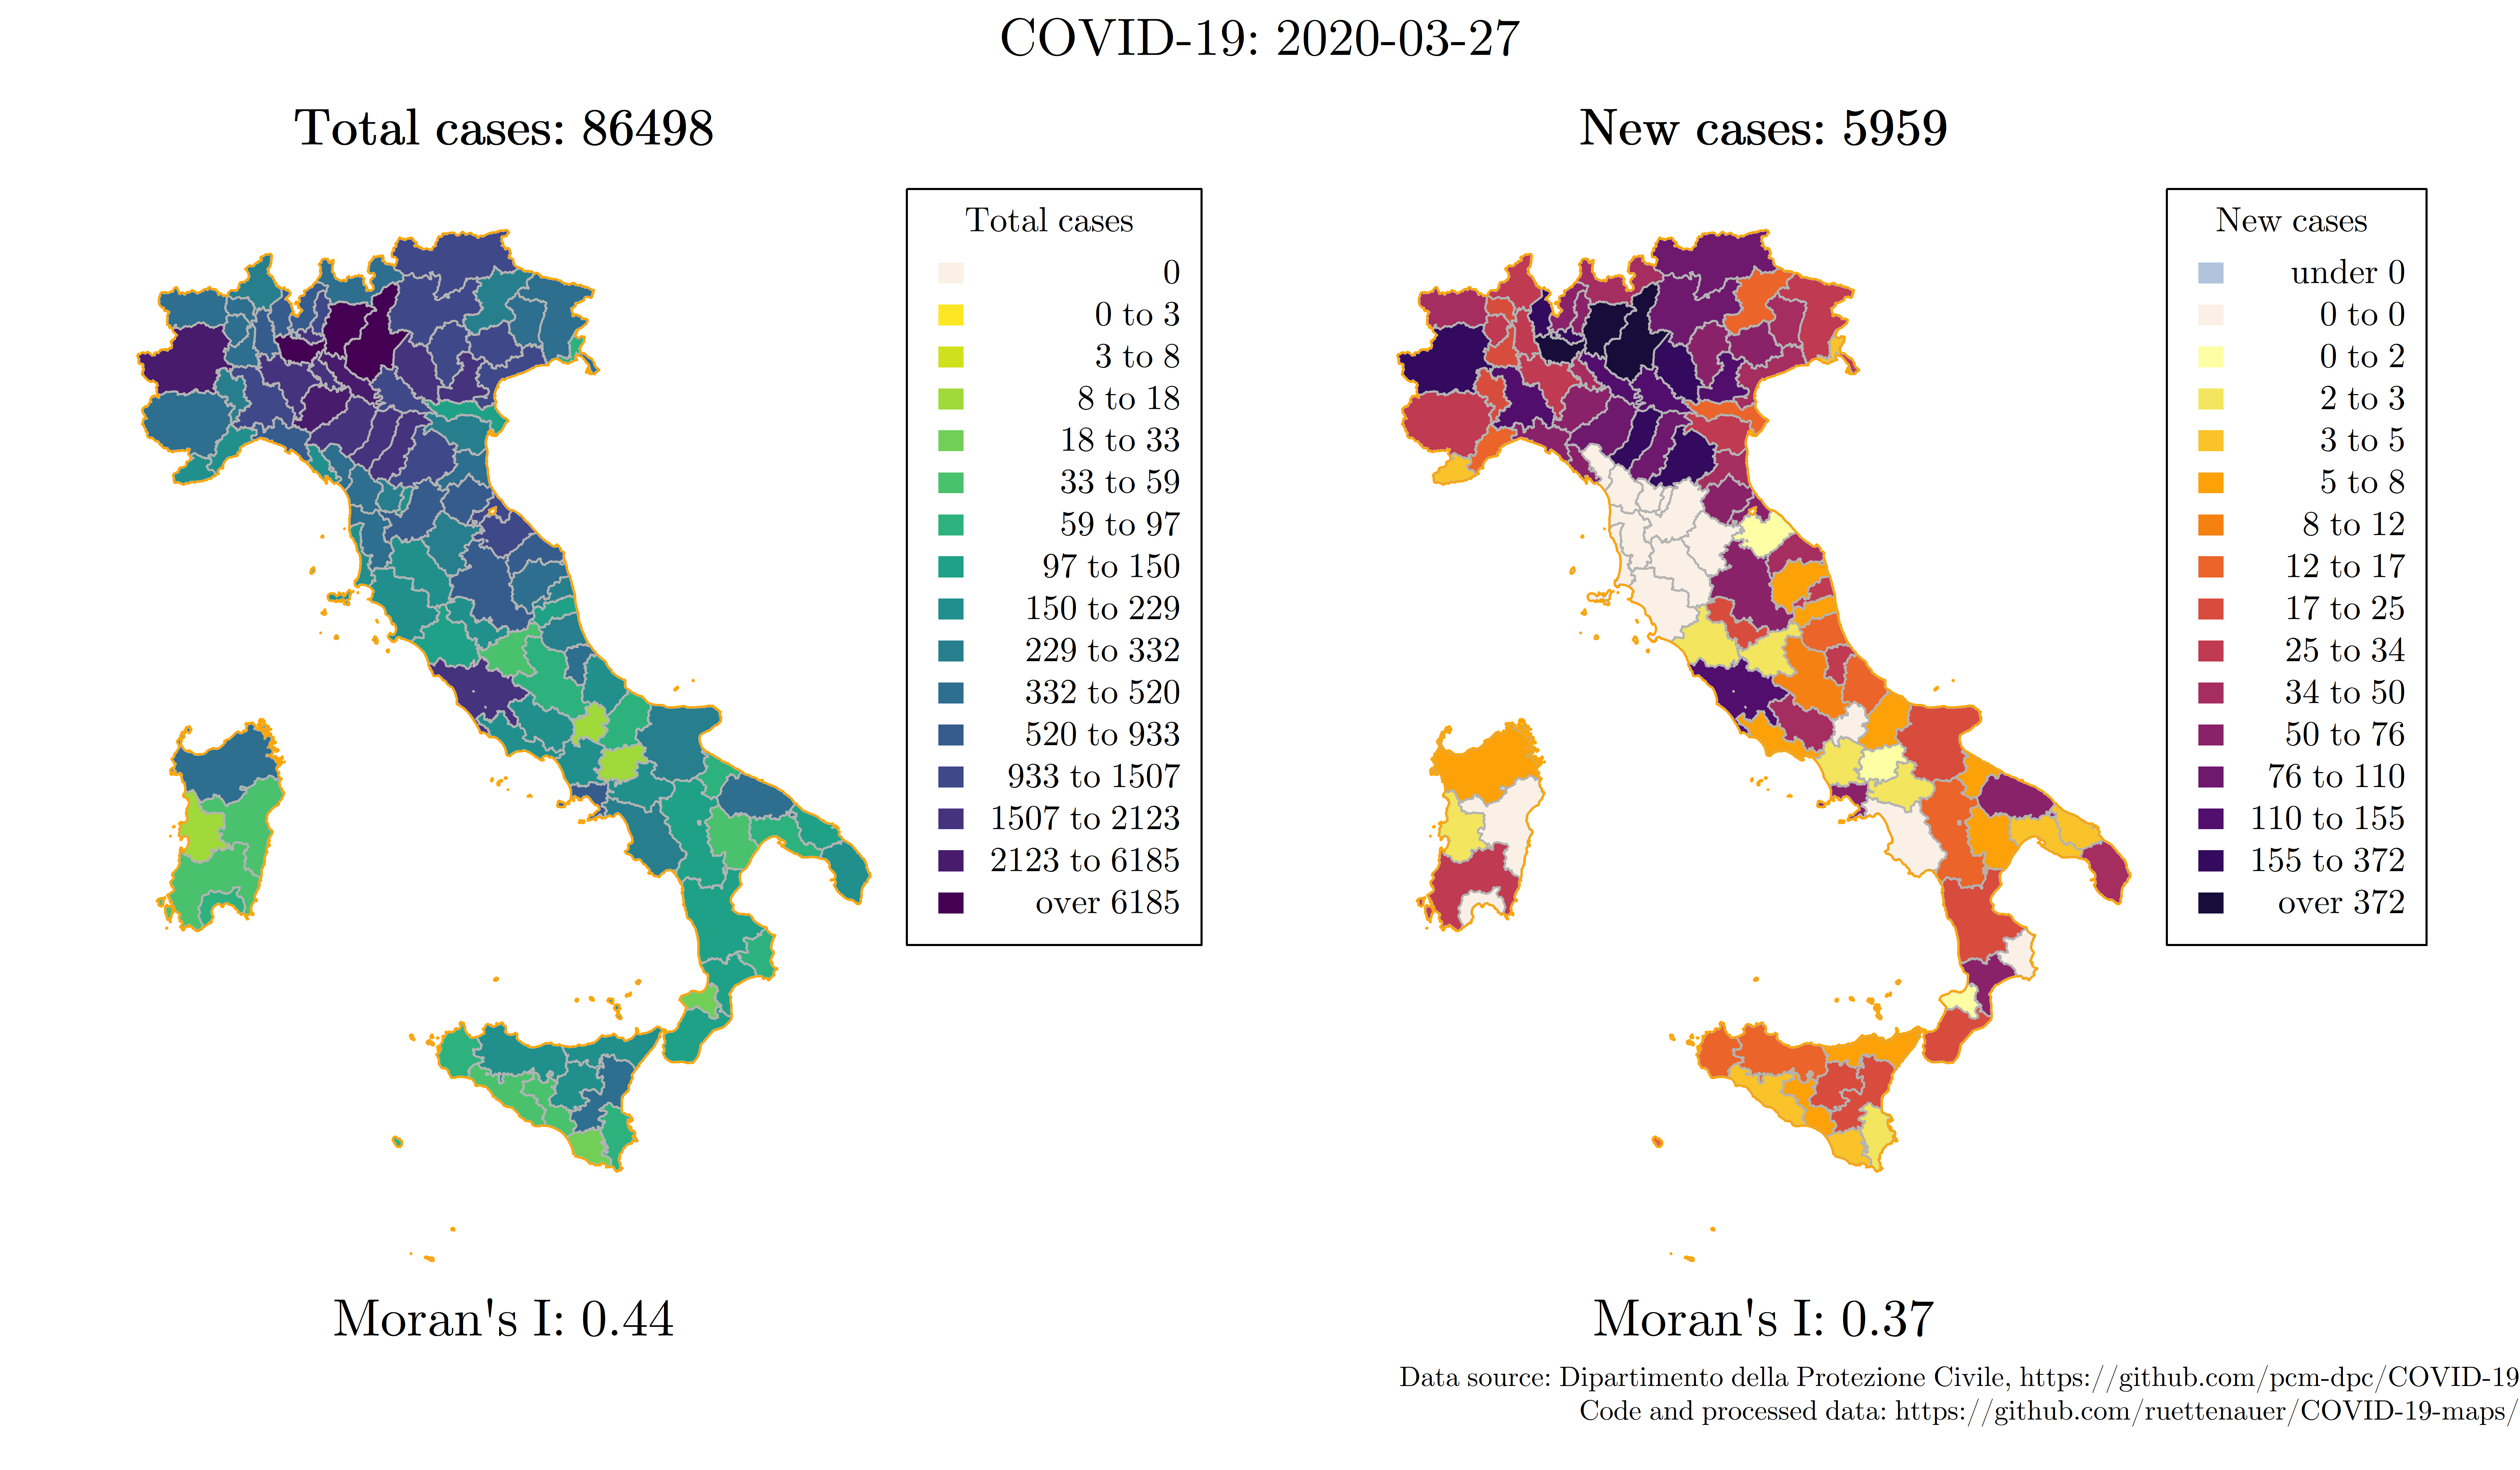 COVID-19: 2020-03-27
Total cases: 86498
New cases: 5959
Total cases
0
0 to 3
3 to 8
8 to 18
18 to 33
33 to 59
59 to 97
97 to 150
150 to 229
229 to 332
332 to 520
520 to 933
933 to 1507
1507 to 2123
2123 to 6185
over 6185
New cases
under 0
0 to 0
0 to 2
2 to 3
3 to 5
5 to 8
8 to 12
12 to 17
17 to 25
25 to 34
34 to 50
50 to 76
76 to 110
110 to 155
155 to 372
over 372
Moran's I: 0.44
Moran's I: 0.37
Data source: Dipartimento della Protezione Civile, https://github.com/pcm-dpc/COVID-19
Code and processed data: https://github.com/ruettenauer/COVID-19-maps/